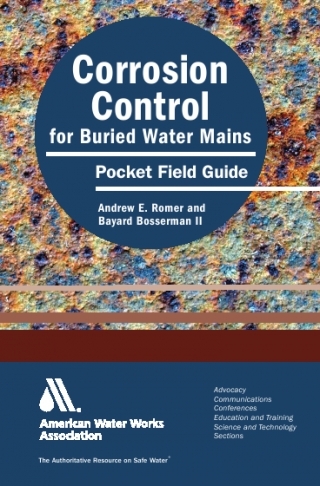 Corrosion
Control
for Buried Water Mains
Pocket Field Guide
Andrew E. Romer and
Bayard Bosserman II
Advocacy
Communications
Conferences
Education and Training
Science and Technology
Sections
American Water Works
Association
The Authoritative Resource on Safe Water